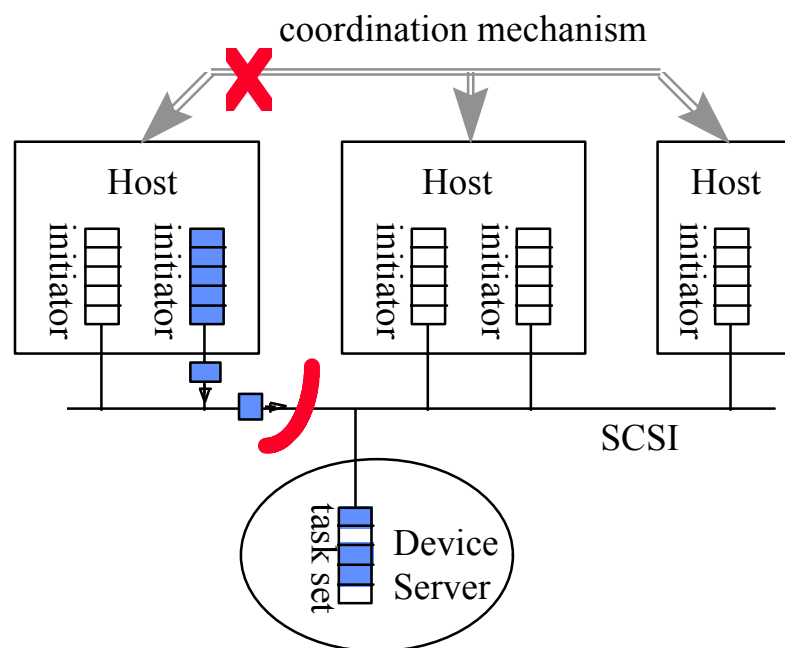 coordination mechanism
Host
Host
Host
initiator
initiator
initiator
initiator
initiator
SCSI
task set
Device
Server